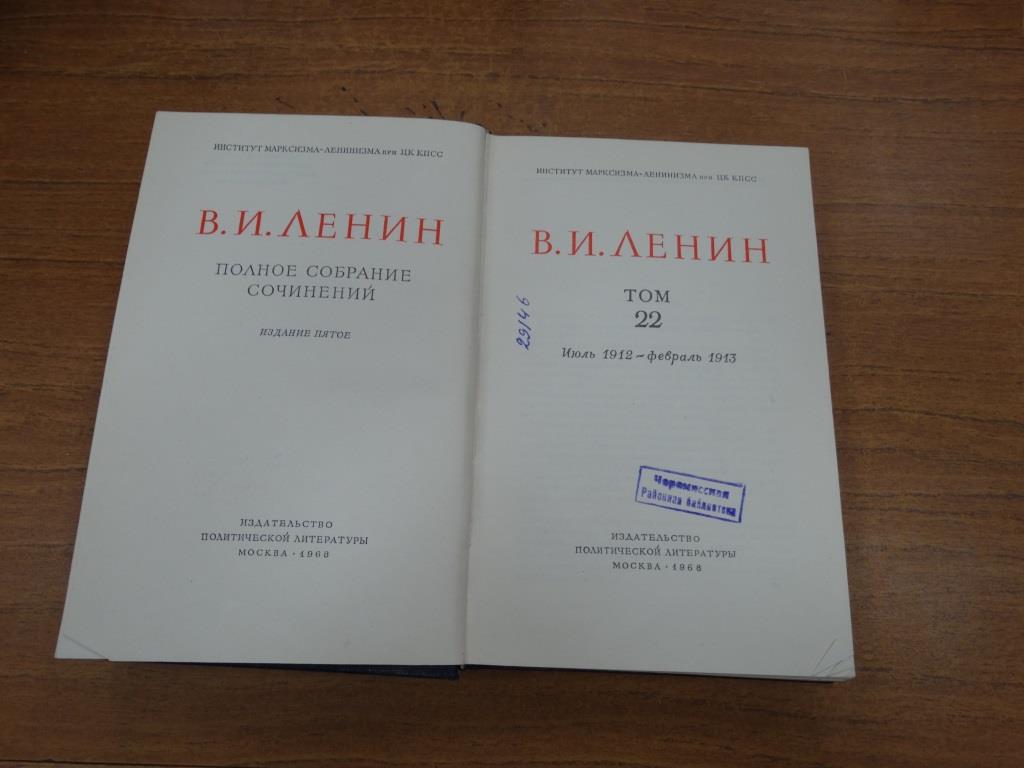 ИНСТИТУТ МАРКСИЗМА-ЛЕНИНИЗМА при ЦК КПСС
В. И. ЛЕНИН
ПОЛНОЕ СОБРАНИЕ
СОЧИНЕНИЙ
ИЗДАНИЕ ПЯТОЕ
ИЗДАТЕЛЬСТВО
ПОЛИТИЧЕСКОЙ ЛИТЕРАТУРЫ
МОСКВА • 1968
ИНСТИТУТ МАРКСИЗМА-ЛЕНИНИЗМА при ЦК КПСС
В. И. ЛЕНИН
ТОМ
22
Июль 1912 – февраль 1913
29146
Районная библиотека
ИЗДАТЕЛЬСТВО
ПОЛИТИЧЕСКОЙ ЛИТЕРАТУРЫ
МОСКВА • 1968